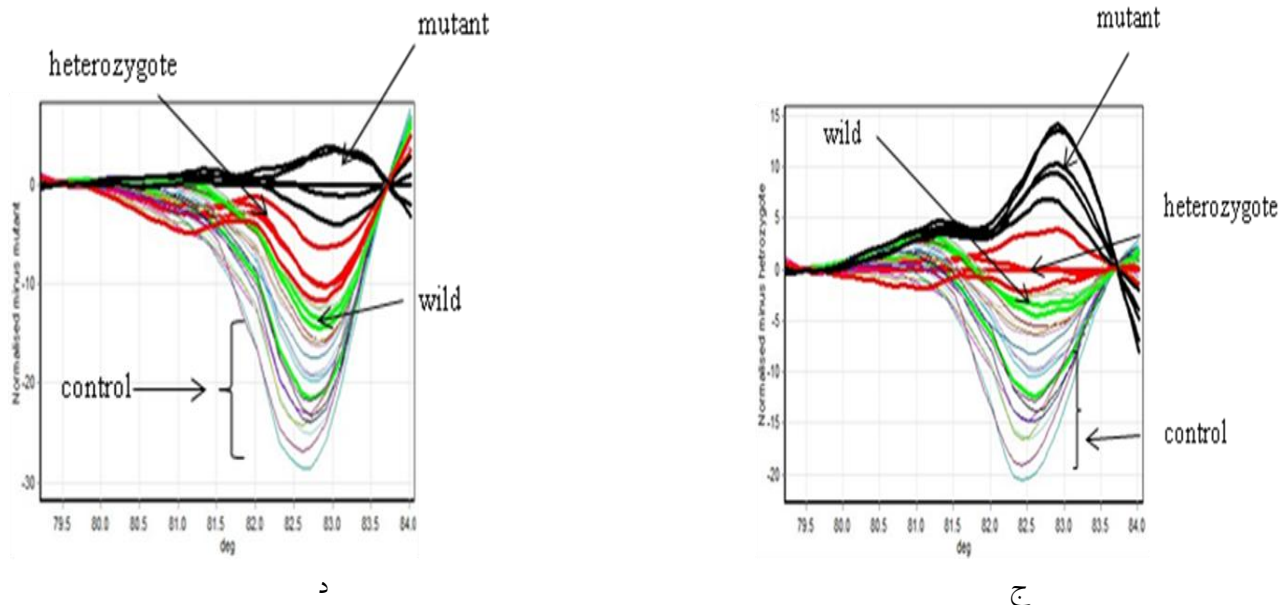 mutant
heterozygote
wild
control
Normalised minus mutant
0
-10
-20
-30
79.5 80.0 80.5 81.0 81.5 82.0 82.5 83.0 83.5 84.0
deg
د
mutant
wild
heterozygote
control
Normalised minus hetrozygote
15
10
5
0
-5
-10
-15
-20
79.5 80.0 80.5 81.0 81.5 82.0 82.5 83.0 83.5 84.0
deg
ج